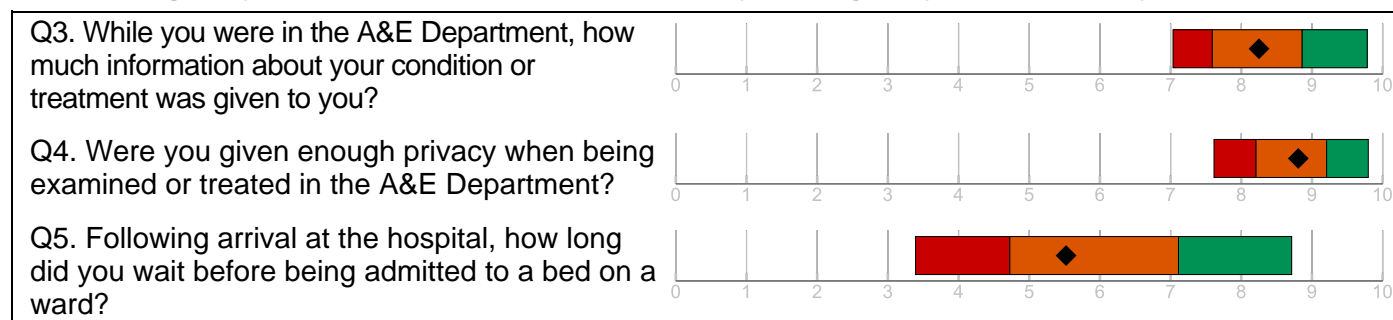 Q3. While you were in the A&E Department, how
much information about your condition or
treatment was given to you?
0 1 2 3 4 5 6 7 8 9 10
Q4. Were you given enough privacy when being
examined or treated in the A&E Department?
0 1 2 3 4 5 6 7 8 9 10
Q5. Following arrival at the hospital, how long
did you wait before being admitted to a bed on a
ward?
0 1 2 3 4 5 6 7 8 9 10